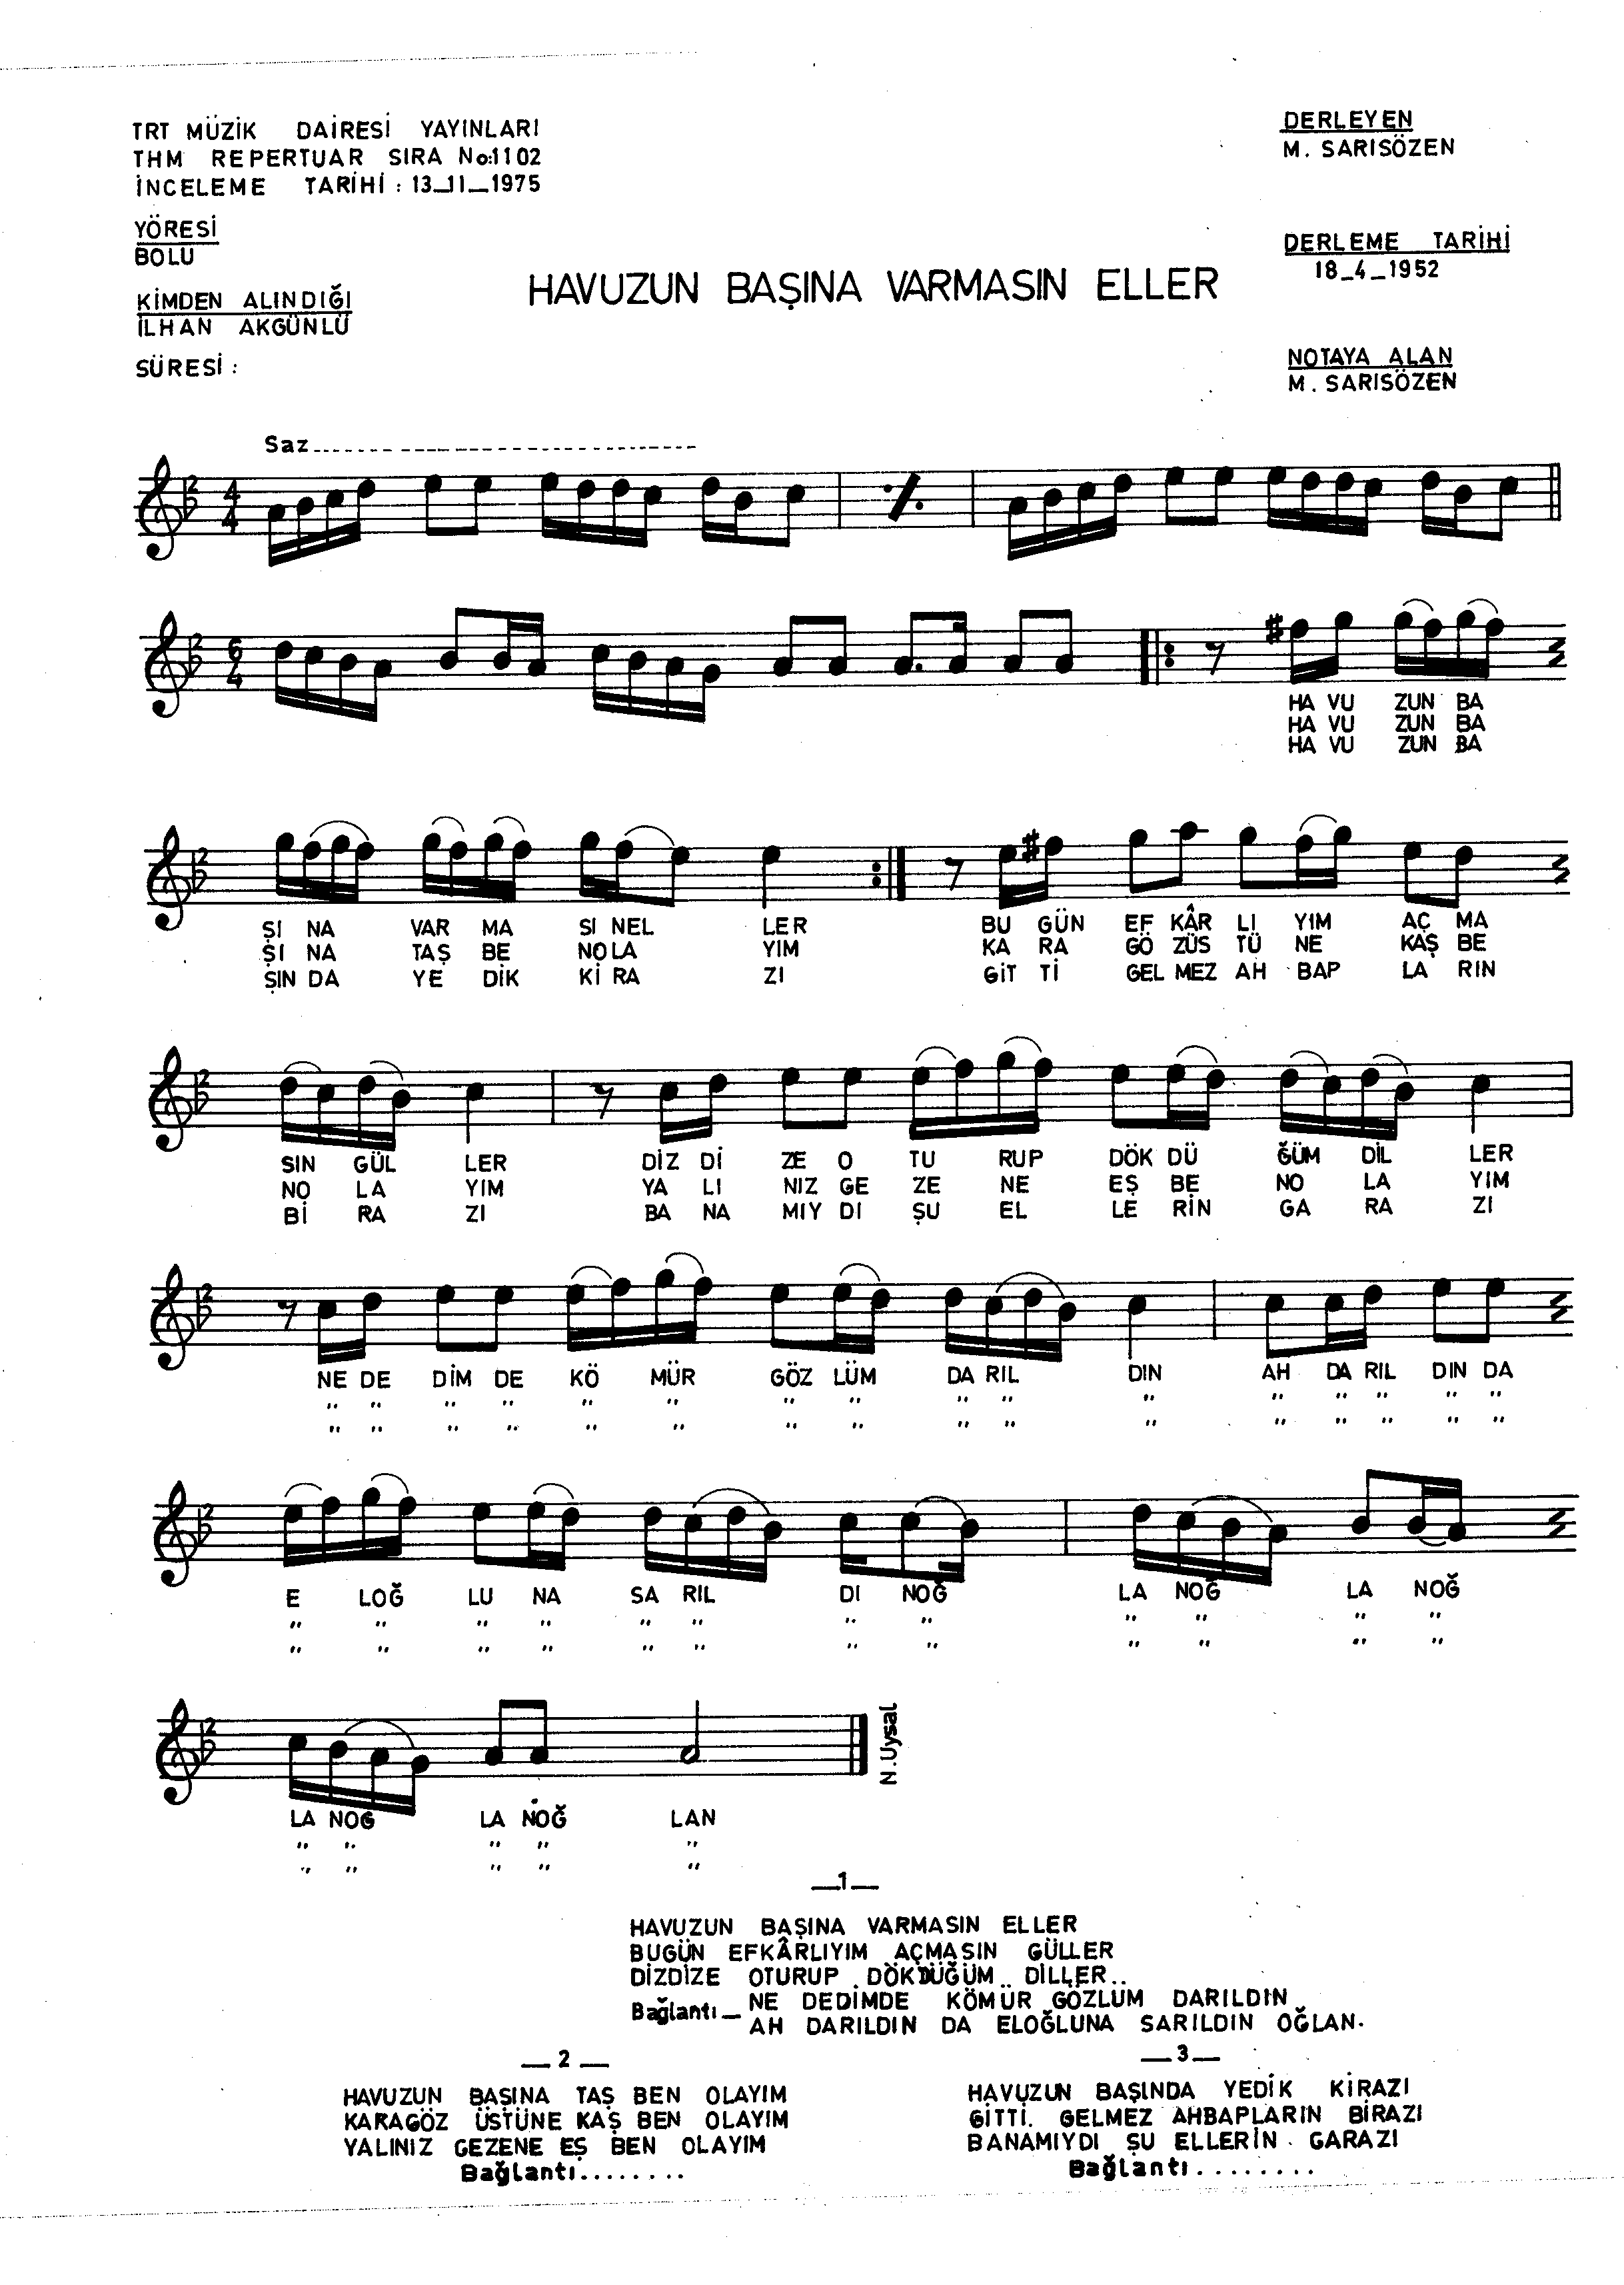 TRT MÜZİK DAİRESİ YAYINLARI
THM REPERTUAR SIRA No:1102
İNCELEME TARİHİ : 13_11_1975
YÖRESİ
BOLU
KİMDEN ALINDIĞI
İLHAN AKGÜNLÜ
SÜRESİ :
HAVUZUN BAŞINA VARMASIN ELLER
DERLEYEN
M. SARISÖZEN
DERLEME TARİHİ
18_4_1952
NOTAYA ALAN
M. SARISÖZEN
Saz
HA VU ZUN BA
HA VU ZUN BA
HA VU ZUN BA
ŞI NA VAR MA SI NEL LER BU GÜN EF KÂR LI YIM AÇ MA
ŞI NA TAŞ BE NO LA YIM KA RA GÖ ZÜS TÜ NE KAŞ BE
ŞIN DA YE DİK Kİ RA ZI GİT Tİ GEL MEZ AH BAP LA RIN
SIN GÜL LER DİZ Dİ ZE O TU RUP DÖK DÜ ĞÜM DİL LER
NO LA YIM YA LI NIZ GE ZE NE EŞ BE NO LA YIM
Bİ RA ZI BA NA MIY DI ŞU EL LE RİN GA RA ZI
NE DE DİM DE KÖ MÜR GÖZ LÜM DA RIL DIN AH DA RIL DIN DA
" " " " " " " " " " " " " " " "
" " " " " " " " " " " " " " " "
E LOĞ LU NA SA RIL DI NOĞ LA NOĞ LA NOĞ
" " " " " " " " " " " "
" " " " " " " " " " " "
LA NOĞ LA NOĞ LAN
" " " " "
" " " " "
N.Uysal
_1_
HAVUZUN BAŞINA VARMASIN ELLER
BUGÜN EFKÂRLIYIM AÇMASIN GÜLLER
DİZDİZE OTURUP DÖKDÜĞÜM DİLLER..
Bağlantı _ NE DEDİMDE KÖMÜR GÖZLÜM DARILDIN
AH DARILDIN DA ELOĞLUNA SARILDIN OĞLAN.
_ 2 _
HAVUZUN BAŞINA TAŞ BEN OLAYIM
KARAGÖZ ÜSTÜNE KAŞ BEN OLAYIM
YALINIZ GEZENE EŞ BEN OLAYIM
Bağlantı........
_3_
HAVUZUN BAŞINDA YEDİK KİRAZI
GİTTİ. GELMEZ AHBAPLARIN BİRAZI
BANAMIYDI ŞU ELLERİN GARAZI
Bağlantı........